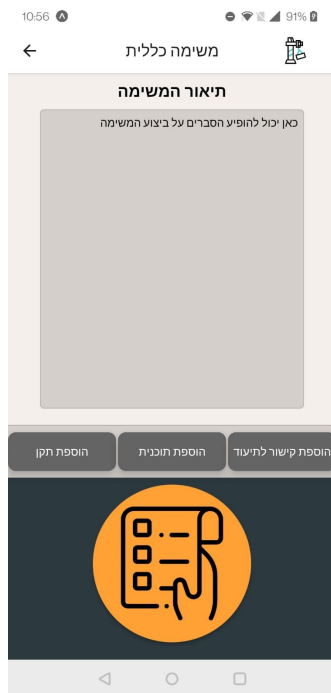 10:56 91%
משימה כללית
תיאור המשימה
כאן יכול להופיע הסברים על ביצוע המשימה
הוספת קישור לתיעוד הוספת תוכנית הוספת תקן